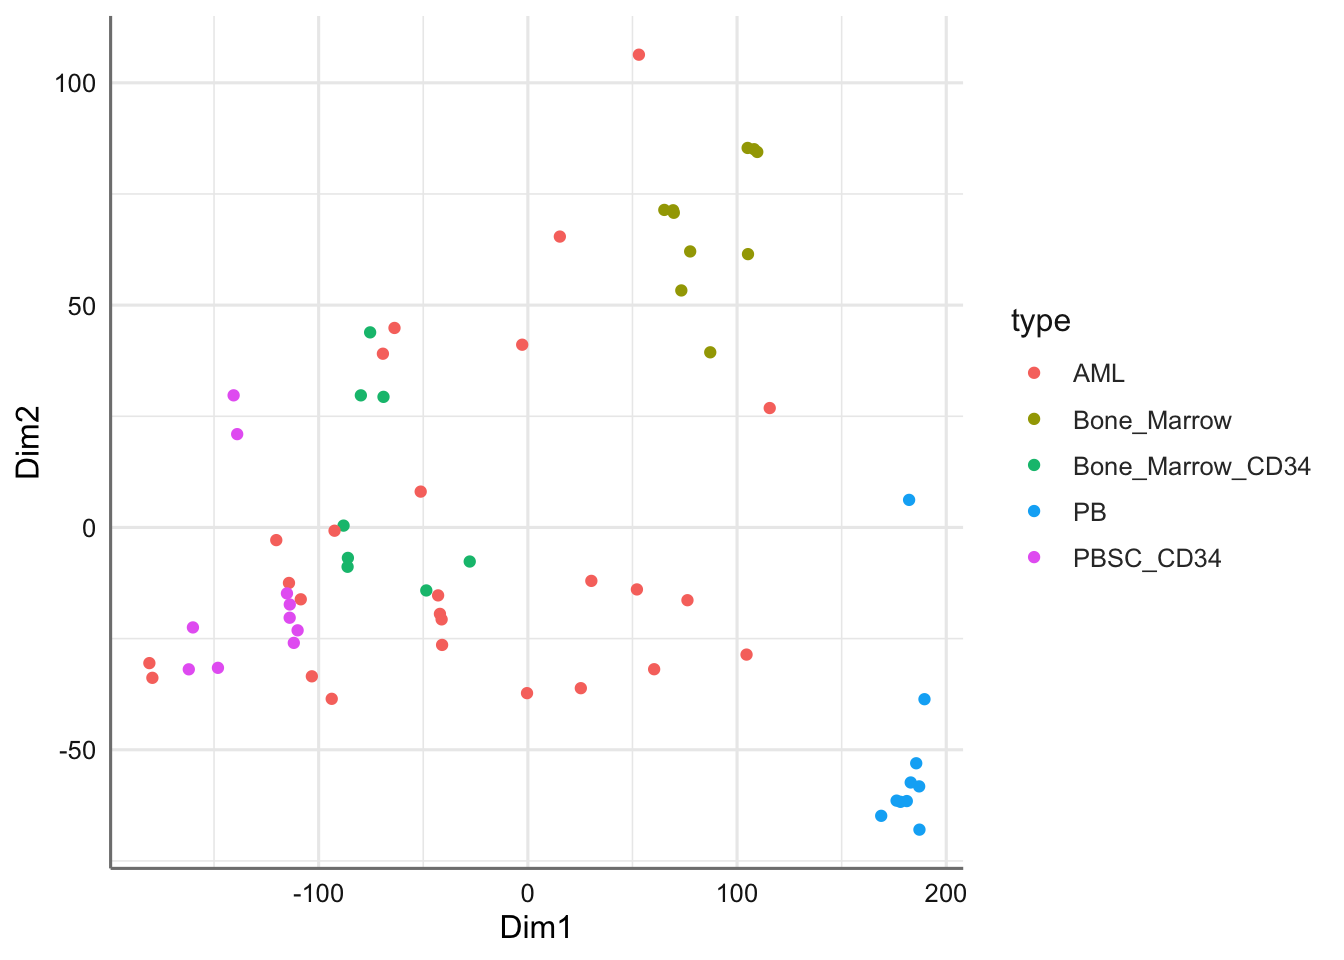 100
50
0
-50
Dim2
-100 0 100 200
Dim1
type
AML
Bone_Marrow
Bone_Marrow_CD34
PB
PBSC_CD34